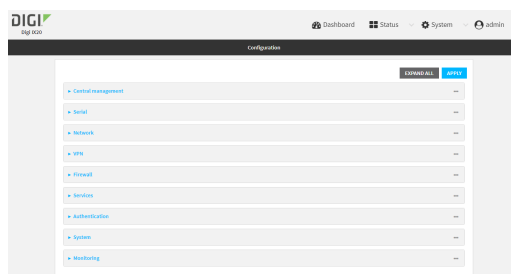 DIGI
Digi IX20
Dashboard Status System admin
Configuration
EXPAND ALL APPLY
Central management
Serial
Network
VPN
Firewall
Services
Authentication
System
Monitoring